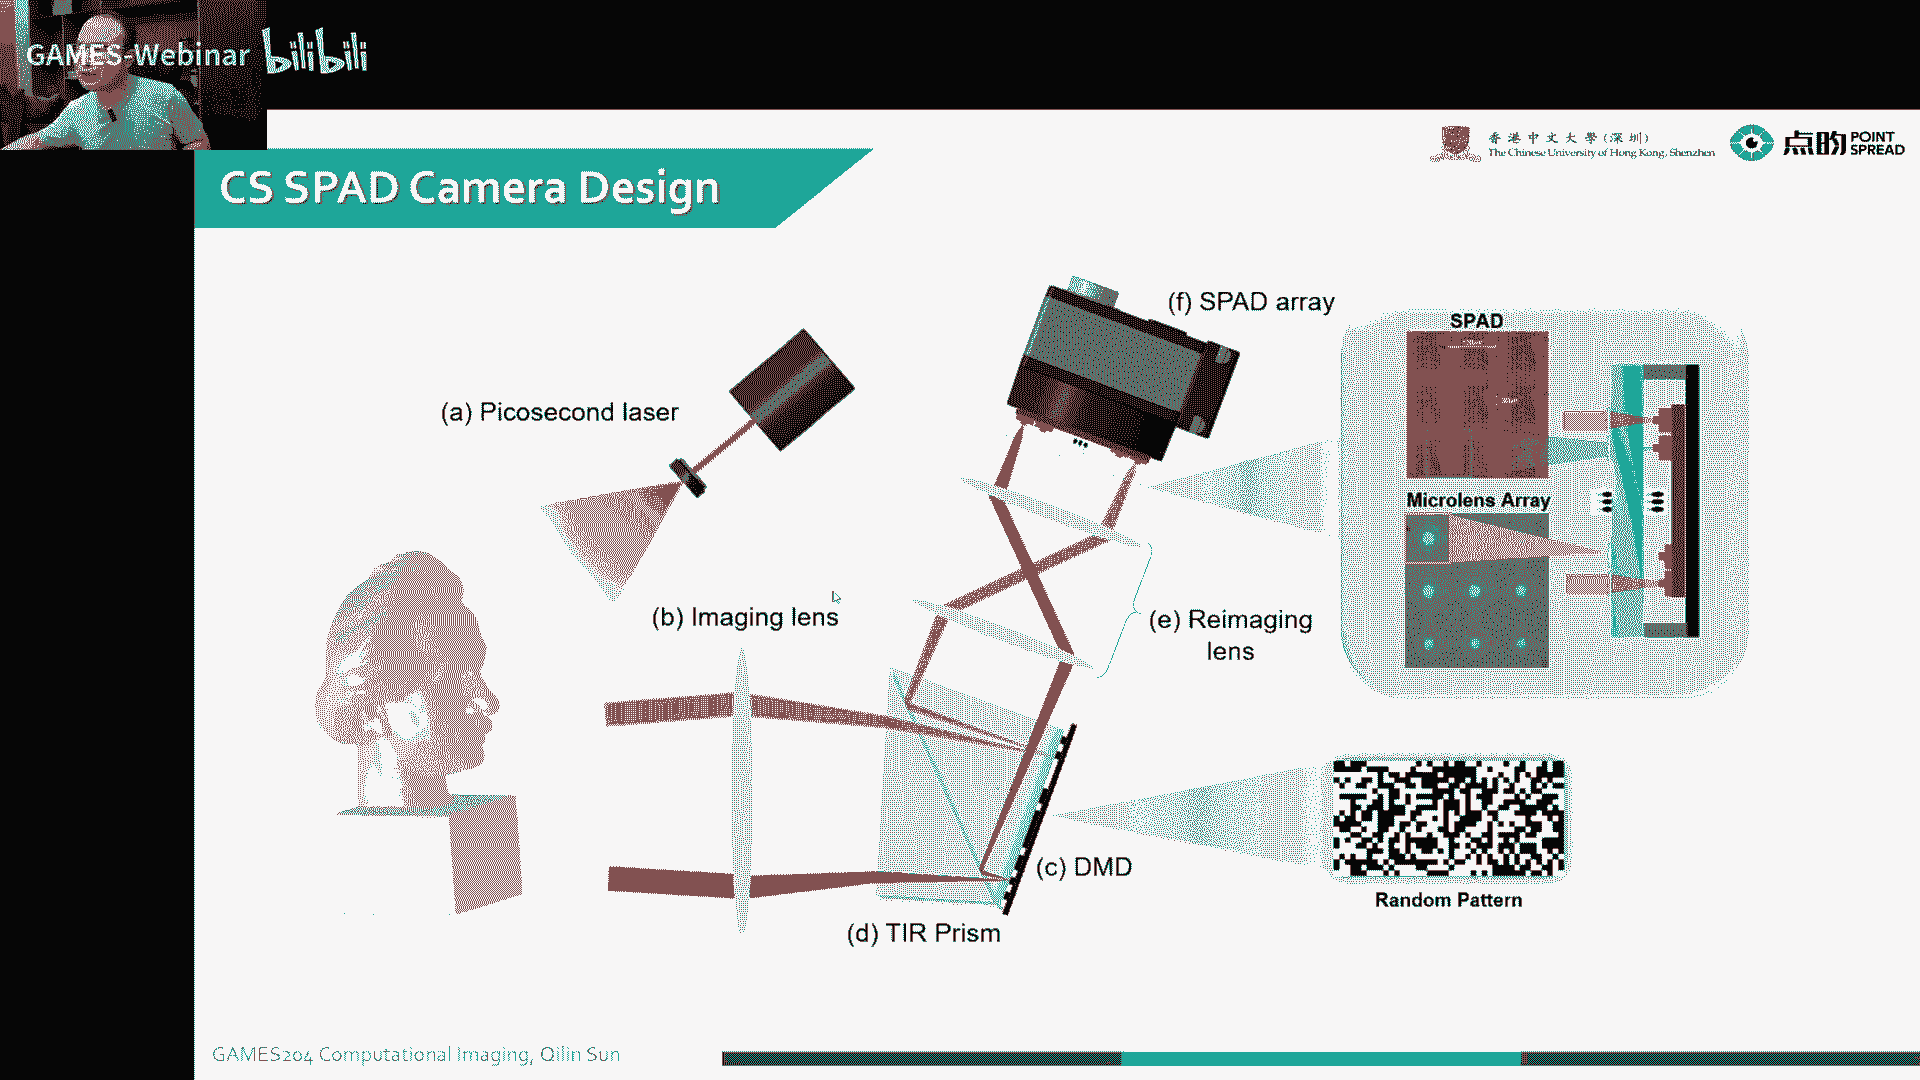 GAMES-Webinar bilibili
香港中文大學(深圳)
The Chinese University of Hong Kong, Shenzhen
点昀 POINT
SPREAD
CS SPAD Camera Design
(f) SPAD array
SPAD
(a) Picosecond laser
Microlens Array
(b) Imaging lens
(e) Reimaging
lens
(c) DMD
Random Pattern
(d) TIR Prism
GAMES204 Computational Imaging, Qilin Sun